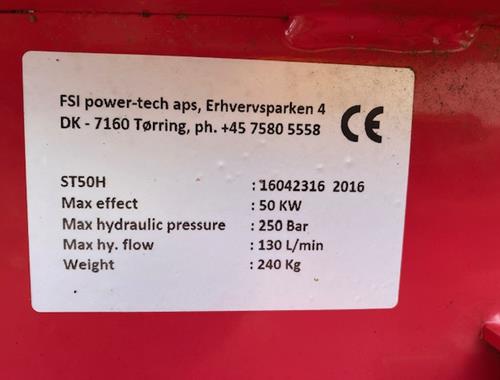 FSI power-tech aps, Erhvervsparken 4
DK - 7160 Tørring, ph. +45 7580 5558
CE
ST50H : 16042316 2016
Max effect : 50 KW
Max hydraulic pressure : 250 Bar
Max hy. flow : 130 L/min
Weight : 240 Kg